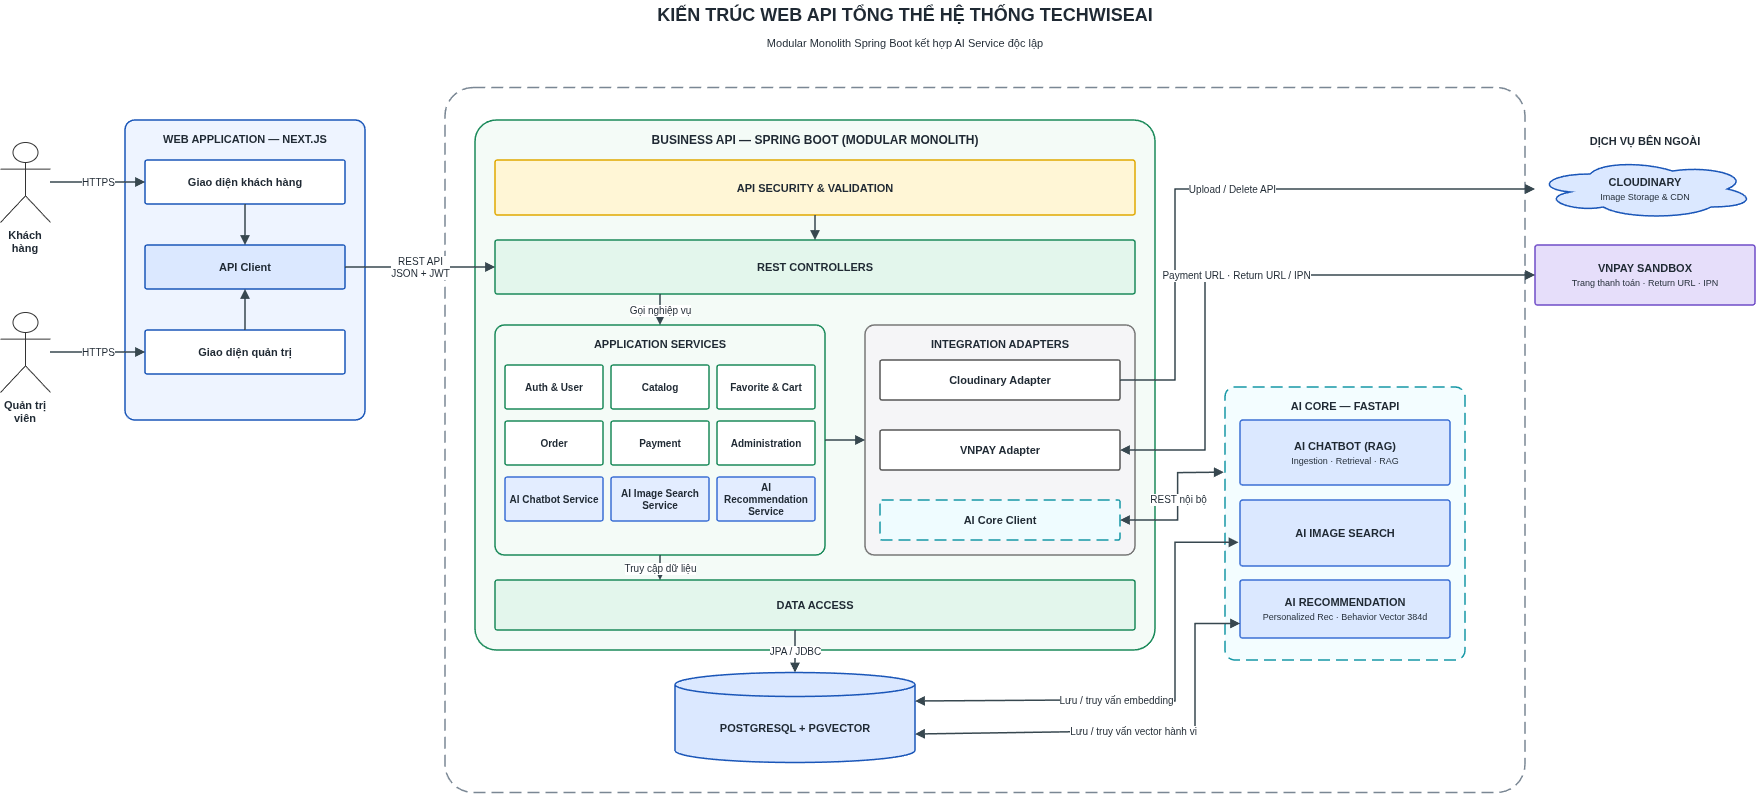 KIẾN TRÚC WEB API TỔNG THỂ HỆ THỐNG TECHWISEAI
Modular Monolith Spring Boot kết hợp AI Service độc lập
Khách
hàng
Quản trị
viên
HTTPS
HTTPS
WEB APPLICATION — NEXT.JS
Giao diện khách hàng
API Client
Giao diện quản trị
REST API
JSON + JWT
BUSINESS API — SPRING BOOT (MODULAR MONOLITH)
API SECURITY & VALIDATION
REST CONTROLLERS
Gọi nghiệp vụ
APPLICATION SERVICES
Auth & User
Catalog
Favorite & Cart
Order
Payment
Administration
AI Chatbot Service
AI Image Search
Service
AI
Recommendation
Service
INTEGRATION ADAPTERS
Cloudinary Adapter
VNPAY Adapter
AI Core Client
Truy cập dữ liệu
DATA ACCESS
JPA / JDBC
POSTGRESQL + PGVECTOR
Upload / Delete API
Payment URL · Return URL / IPN
REST nội bộ
Lưu / truy vấn embedding
Lưu / truy vấn vector hành vi
AI CORE — FASTAPI
AI CHATBOT (RAG)
Ingestion · Retrieval · RAG
AI IMAGE SEARCH
AI RECOMMENDATION
Personalized Rec · Behavior Vector 384d
DỊCH VỤ BÊN NGOÀI
CLOUDINARY
Image Storage & CDN
VNPAY SANDBOX
Trang thanh toán · Return URL · IPN